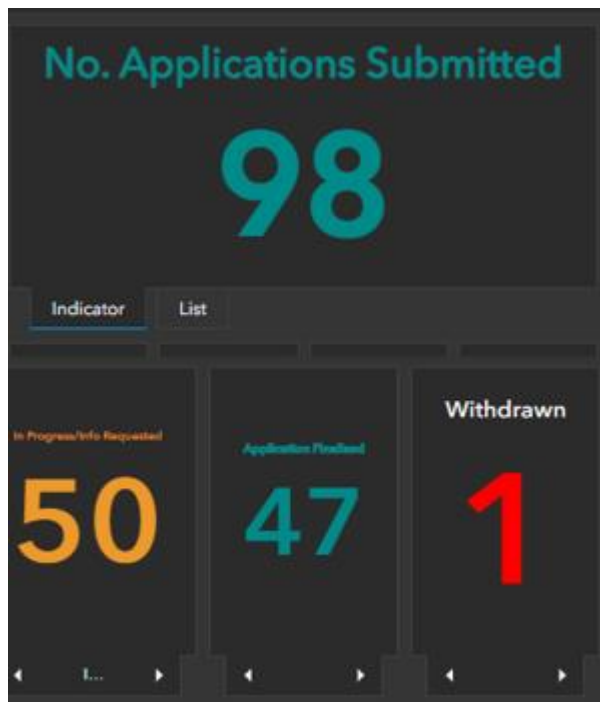 No. Applications Submitted
98
Indicator
List
In Progress/Info Requested
50
Application Finalised
47
Withdrawn
1
I...